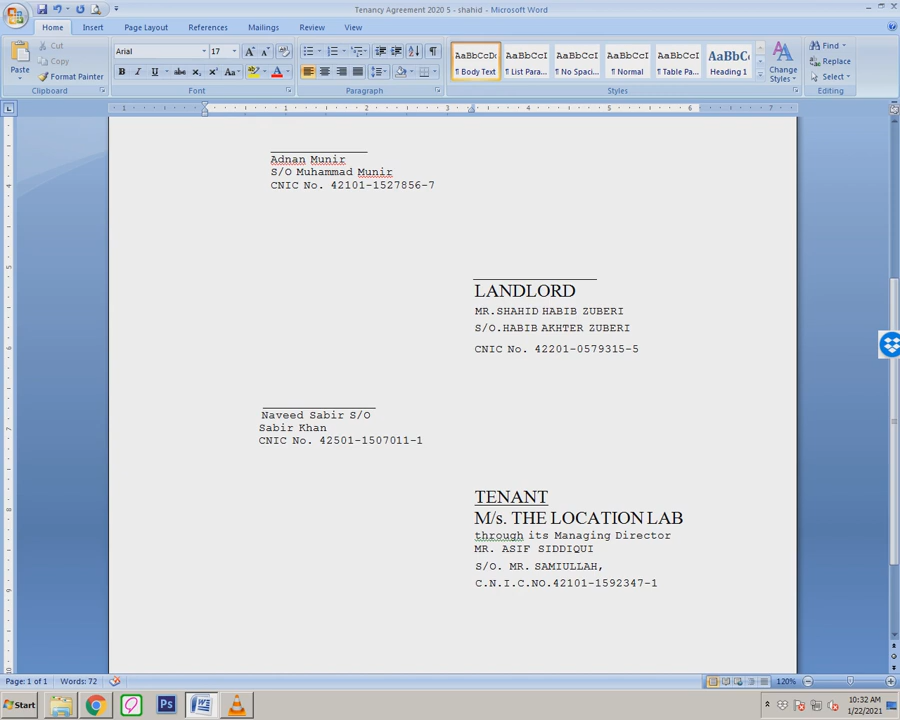 Tenancy Agreement 2020 5 - shahid - Microsoft Word
Home Insert Page Layout References Mailings Review View
Paste
Cut
Copy
Format Painter
Clipboard
Arial 17
Font
Paragraph
AaBbCcDc AaBbCcI AaBbCcI AaBbCcI AaBbCcI AaBbCc
¶ Body Text ¶ List Para... ¶ No Spaci... ¶ Normal ¶ Table Pa... Heading 1
Change Styles
Styles
Find
Replace
Select
Editing
Adnan Munir
S/O Muhammad Munir
CNIC No. 42101-1527856-7
LANDLORD
MR.SHAHID HABIB ZUBERI
S/O.HABIB AKHTER ZUBERI
CNIC No. 42201-0579315-5
Naveed Sabir S/O
Sabir Khan
CNIC No. 42501-1507011-1
TENANT
M/s. THE LOCATION LAB
through its Managing Director
MR. ASIF SIDDIQUI
S/O. MR. SAMIULLAH,
C.N.I.C.NO.42101-1592347-1
Page: 1 of 1 Words: 72 120%
Start Ps 10:32 AM
1/22/2021